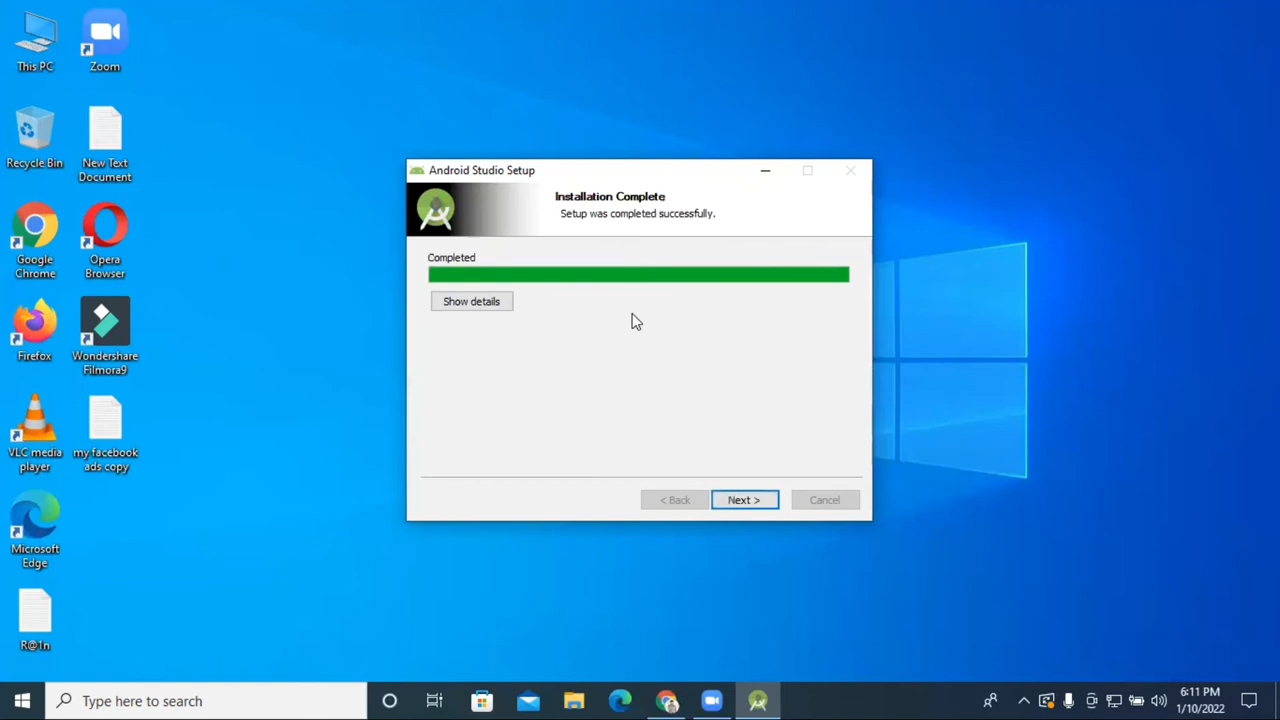 This PC
Zoom
Recycle Bin
New Text
Document
Google
Chrome
Opera
Browser
Firefox
Wondershare
Filmora9
VLC media
player
my facebook
ads copy
Microsoft
Edge
R@1n
Android Studio Setup
Installation Complete
Setup was completed successfully.
Completed
Show details
< Back
Next >
Cancel
Type here to search
6:11 PM
1/10/2022